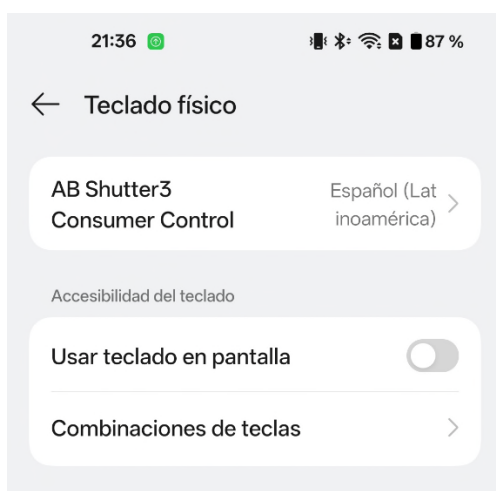 21:36 87 %
Teclado físico
AB Shutter3
Consumer Control
Español (Lat
inoamérica)
Accesibilidad del teclado
Usar teclado en pantalla
Combinaciones de teclas